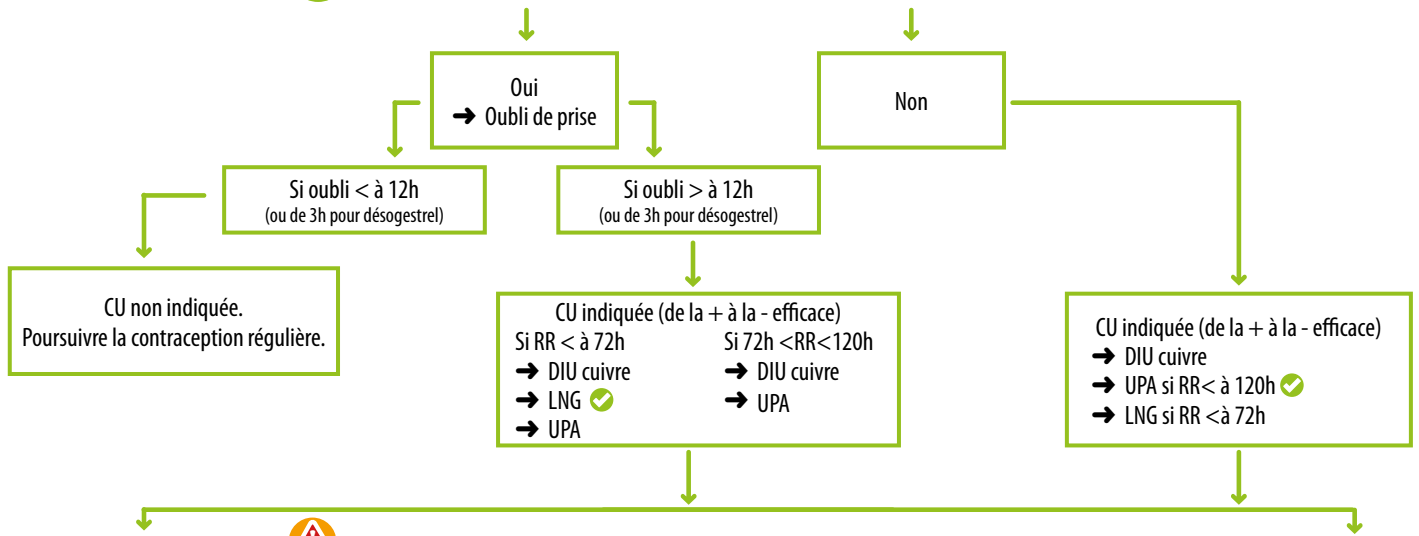 Oui
➜ Oubli de prise
Non
Si oubli < à 12h
(ou de 3h pour désogestrel)
Si oubli > à 12h
(ou de 3h pour désogestrel)
CU non indiquée.
Poursuivre la contraception régulière.
CU indiquée (de la + à la - efficace)
Si RR < à 72h
➜ DIU cuivre
➜ LNG
➜ UPA
Si 72h <RR<120h
➜ DIU cuivre
➜ UPA
CU indiquée (de la + à la - efficace)
➜ DIU cuivre
➜ UPA si RR< à 120h
➜ LNG si RR <à 72h